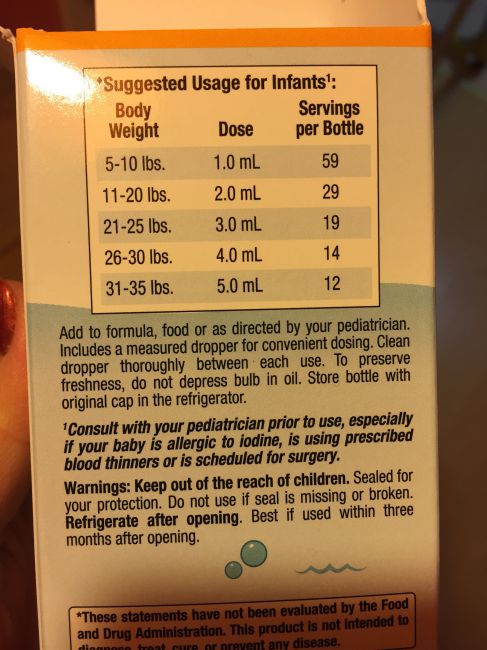 *Suggested Usage for Infants¹:
Body Weight Dose Servings per Bottle
5-10 lbs. 1.0 mL 59
11-20 lbs. 2.0 mL 29
21-25 lbs. 3.0 mL 19
26-30 lbs. 4.0 mL 14
31-35 lbs. 5.0 mL 12
Add to formula, food or as directed by your pediatrician.
Includes a measured dropper for convenient dosing. Clean
dropper thoroughly between each use. To preserve
freshness, do not depress bulb in oil. Store bottle with
original cap in the refrigerator.
¹Consult with your pediatrician prior to use, especially
if your baby is allergic to iodine, is using prescribed
blood thinners or is scheduled for surgery.
Warnings: Keep out of the reach of children. Sealed for
your protection. Do not use if seal is missing or broken.
Refrigerate after opening. Best if used within three
months after opening.
*These statements have not been evaluated by the Food
and Drug Administration. This product is not intended to
diagnose, treat, cure, or prevent any disease.